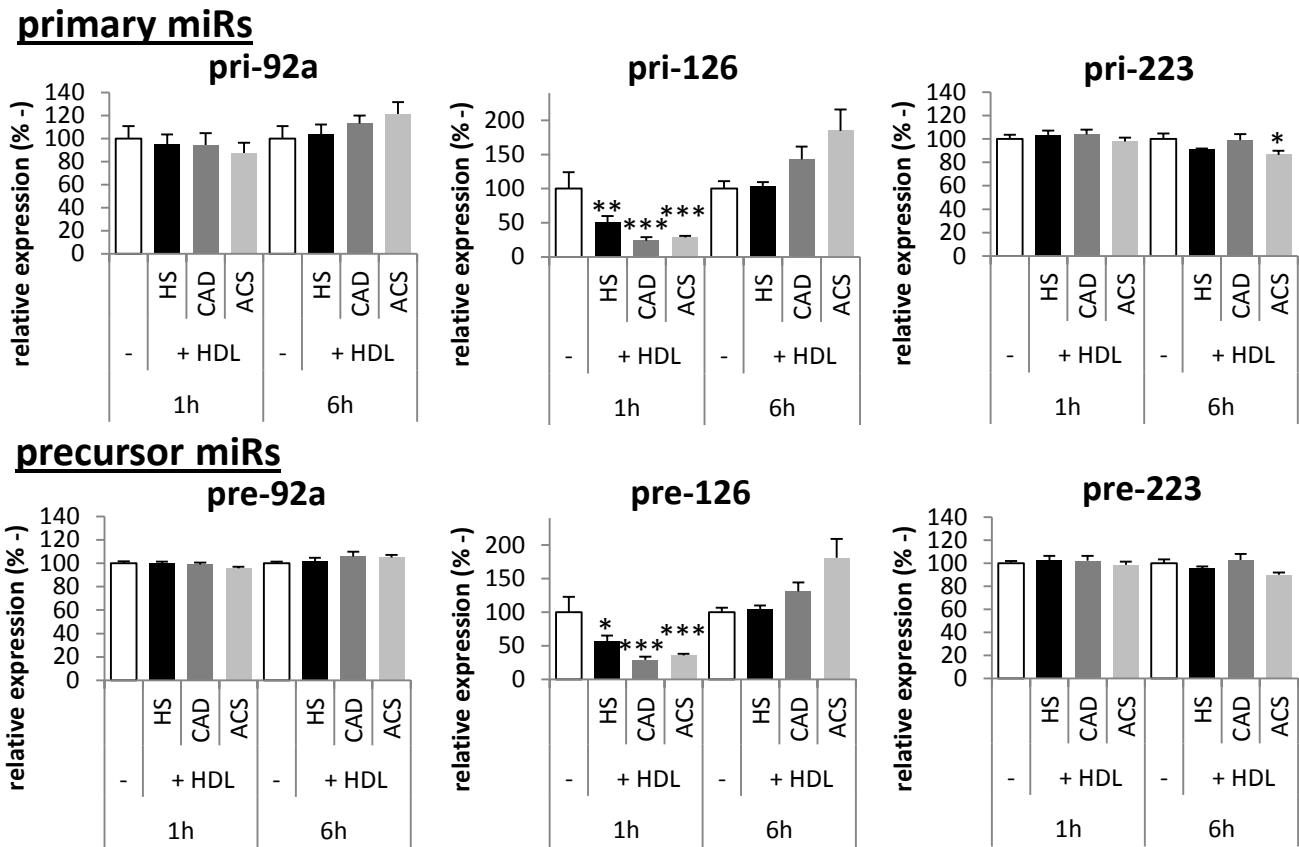 primary miRs
pri-92a
relative expression (% -)
140
120
100
80
60
40
20
0
HS CAD ACS HS CAD ACS
- + HDL - + HDL
1h 6h
pri-126
relative expression (% -)
200
150
100
50
0
** *** ***
HS CAD ACS HS CAD ACS
- + HDL - + HDL
1h 6h
pri-223
relative expression (% -)
140
120
100
80
60
40
20
0
*
HS CAD ACS HS CAD ACS
- + HDL - + HDL
1h 6h
precursor miRs
pre-92a
relative expression (% -)
140
120
100
80
60
40
20
0
HS CAD ACS HS CAD ACS
- + HDL - + HDL
1h 6h
pre-126
relative expression (% -)
200
150
100
50
0
* *** ***
HS CAD ACS HS CAD ACS
- + HDL - + HDL
1h 6h
pre-223
relative expression (% -)
140
120
100
80
60
40
20
0
HS CAD ACS HS CAD ACS
- + HDL - + HDL
1h 6h